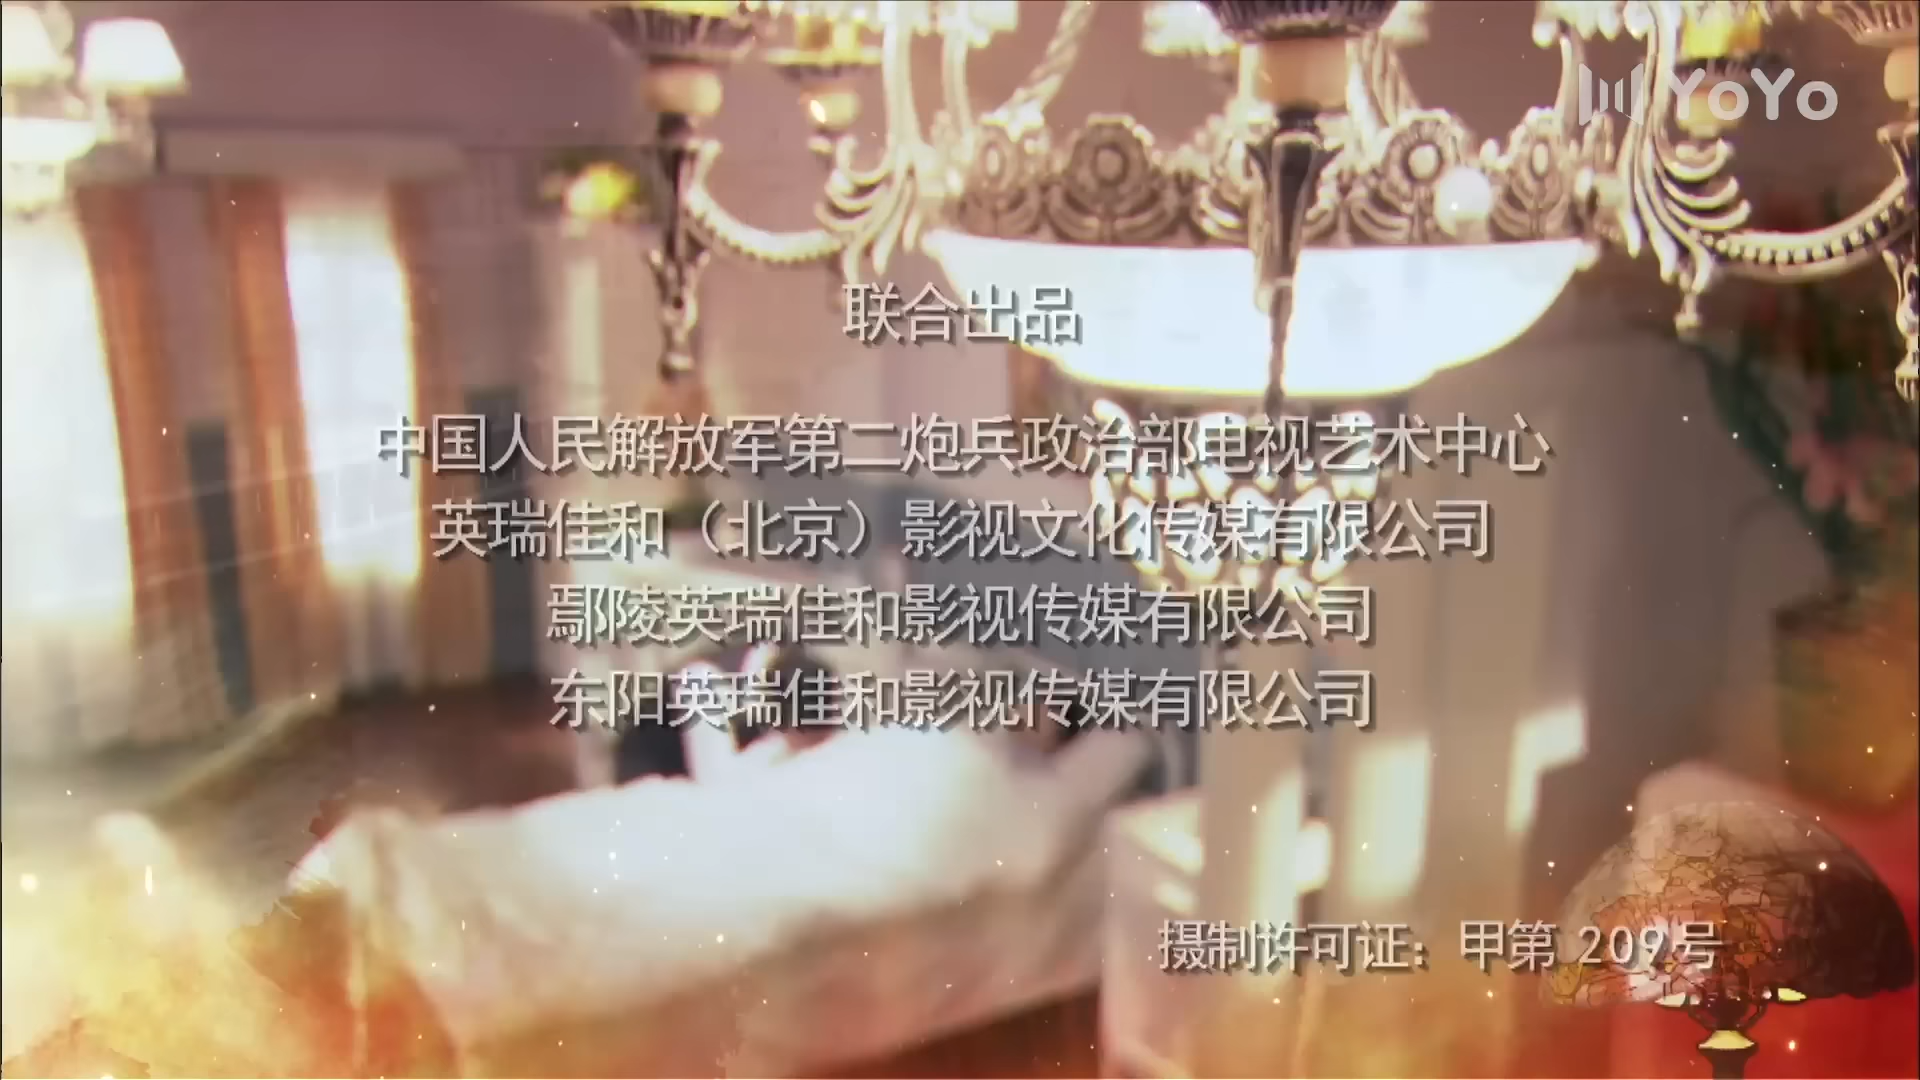 YoYo
联合出品
中国人民解放军第二炮兵政治部电视艺术中心
英瑞佳和（北京）影视文化传媒有限公司
鄢陵英瑞佳和影视传媒有限公司
东阳英瑞佳和影视传媒有限公司
摄制许可证：甲第 209号